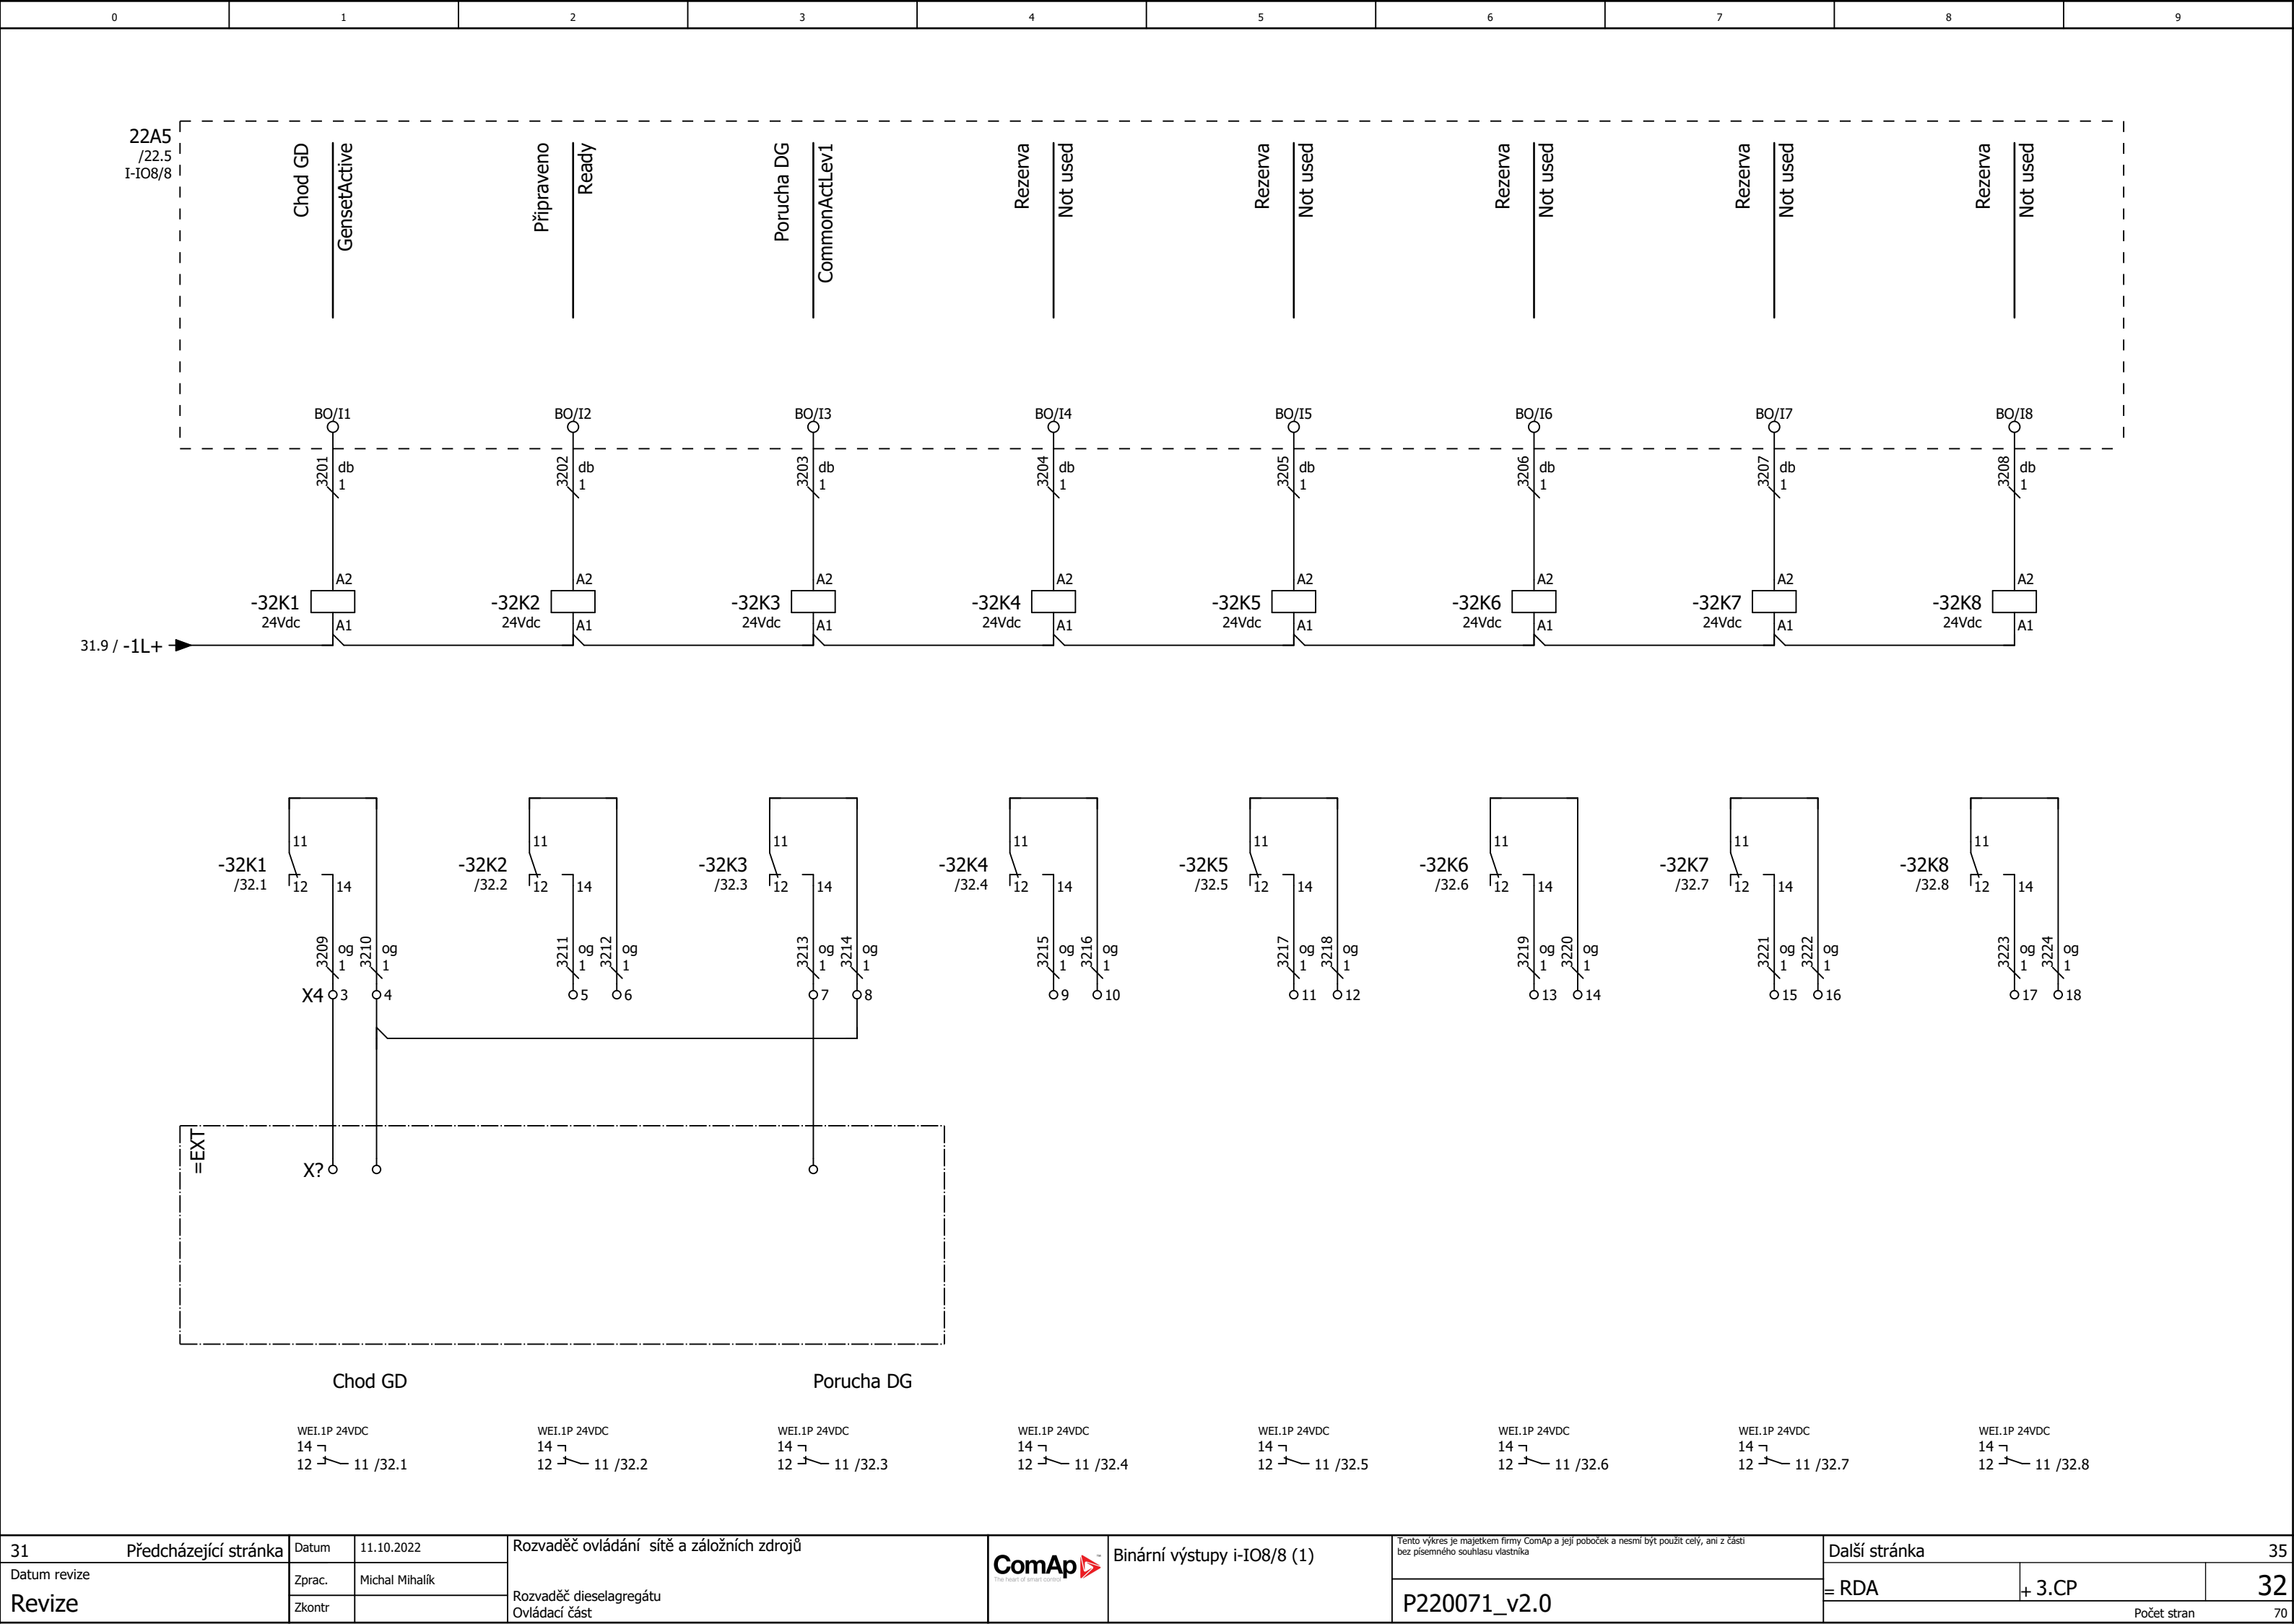 0 1 2 3 4 5 6 7 8 9
22A5
/22.5
I-IO8/8
Chod GD
GensetActive
Připraveno
Ready
Porucha DG
CommonActLev1
Rezerva
Not used
Rezerva
Not used
Rezerva
Not used
Rezerva
Not used
Rezerva
Not used
BO/I1 BO/I2 BO/I3 BO/I4 BO/I5 BO/I6 BO/I7 BO/I8
3201 db 3202 db 3203 db 3204 db 3205 db 3206 db 3207 db 3208 db
1 1 1 1 1 1 1 1
A2 A2 A2 A2 A2 A2 A2 A2
-32K1 -32K2 -32K3 -32K4 -32K5 -32K6 -32K7 -32K8
24Vdc A1 24Vdc A1 24Vdc A1 24Vdc A1 24Vdc A1 24Vdc A1 24Vdc A1 24Vdc A1
31.9 / -1L+
11 11 11 11 11 11 11 11
-32K1 -32K2 -32K3 -32K4 -32K5 -32K6 -32K7 -32K8
/32.1 12 14 /32.2 12 14 /32.3 12 14 /32.4 12 14 /32.5 12 14 /32.6 12 14 /32.7 12 14 /32.8 12 14
3209 og 3210 og 3211 og 3212 og 3213 og 3214 og 3215 og 3216 og 3217 og 3218 og 3219 og 3220 og 3221 og 3222 og 3223 og 3224 og
1 1 1 1 1 1 1 1 1 1 1 1 1 1 1 1
X4 3 4 5 6 7 8 9 10 11 12 13 14 15 16 17 18
=EXT
X?
Chod GD Porucha DG
WEI.1P 24VDC WEI.1P 24VDC WEI.1P 24VDC WEI.1P 24VDC WEI.1P 24VDC WEI.1P 24VDC WEI.1P 24VDC WEI.1P 24VDC
14 14 14 14 14 14 14 14
12 11 /32.1 12 11 /32.2 12 11 /32.3 12 11 /32.4 12 11 /32.5 12 11 /32.6 12 11 /32.7 12 11 /32.8
31 Předcházející stránka
Datum revize
Revize
Datum 11.10.2022
Zprac. Michal Mihalík
Zkontr
Rozvaděč ovládání sítě a záložních zdrojů
Rozvaděč dieselagregátu
Ovládací část
ComAp
The heart of smart control
Binární výstupy i-IO8/8 (1)
Tento výkres je majetkem firmy ComAp a její poboček a nesmí být použit celý, ani z části
bez písemného souhlasu vlastníka
P220071_v2.0
Další stránka 35
= RDA + 3.CP 32
Počet stran 70